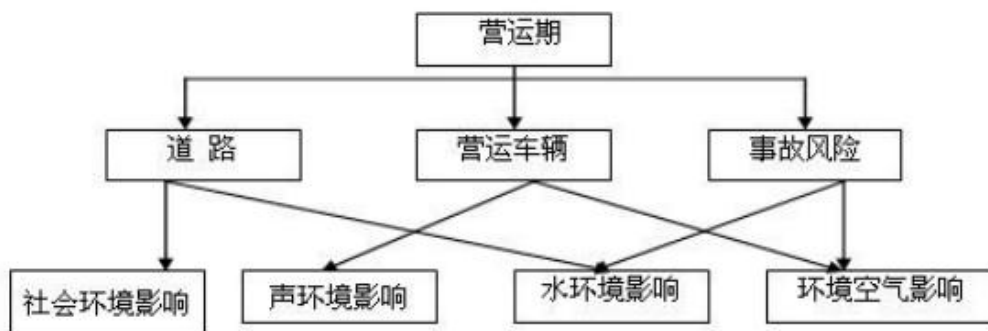 营运期
道 路
营运车辆
事故风险
社会环境影响
声环境影响
水环境影响
环境空气影响